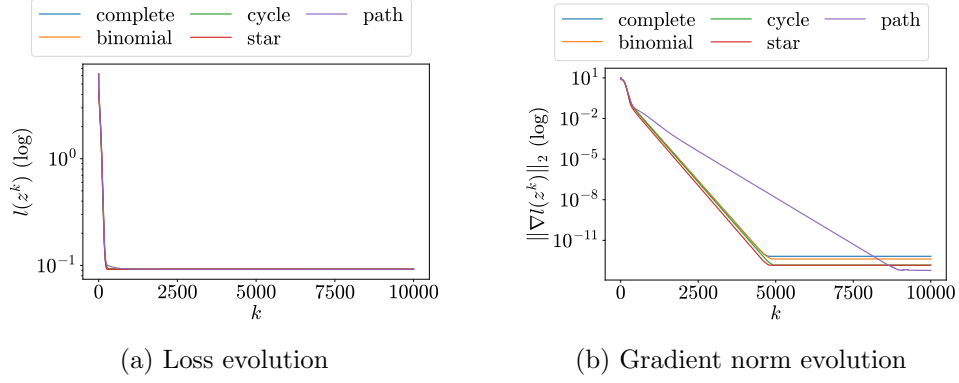 complete cycle path
binomial star
l(z^k) (log)
10^0
10^{-1}
0 2500 5000 7500 10000
k
(a) Loss evolution
complete cycle path
binomial star
‖∇l(z^k)‖_2 (log)
10^1
10^{-2}
10^{-5}
10^{-8}
10^{-11}
0 2500 5000 7500 10000
k
(b) Gradient norm evolution